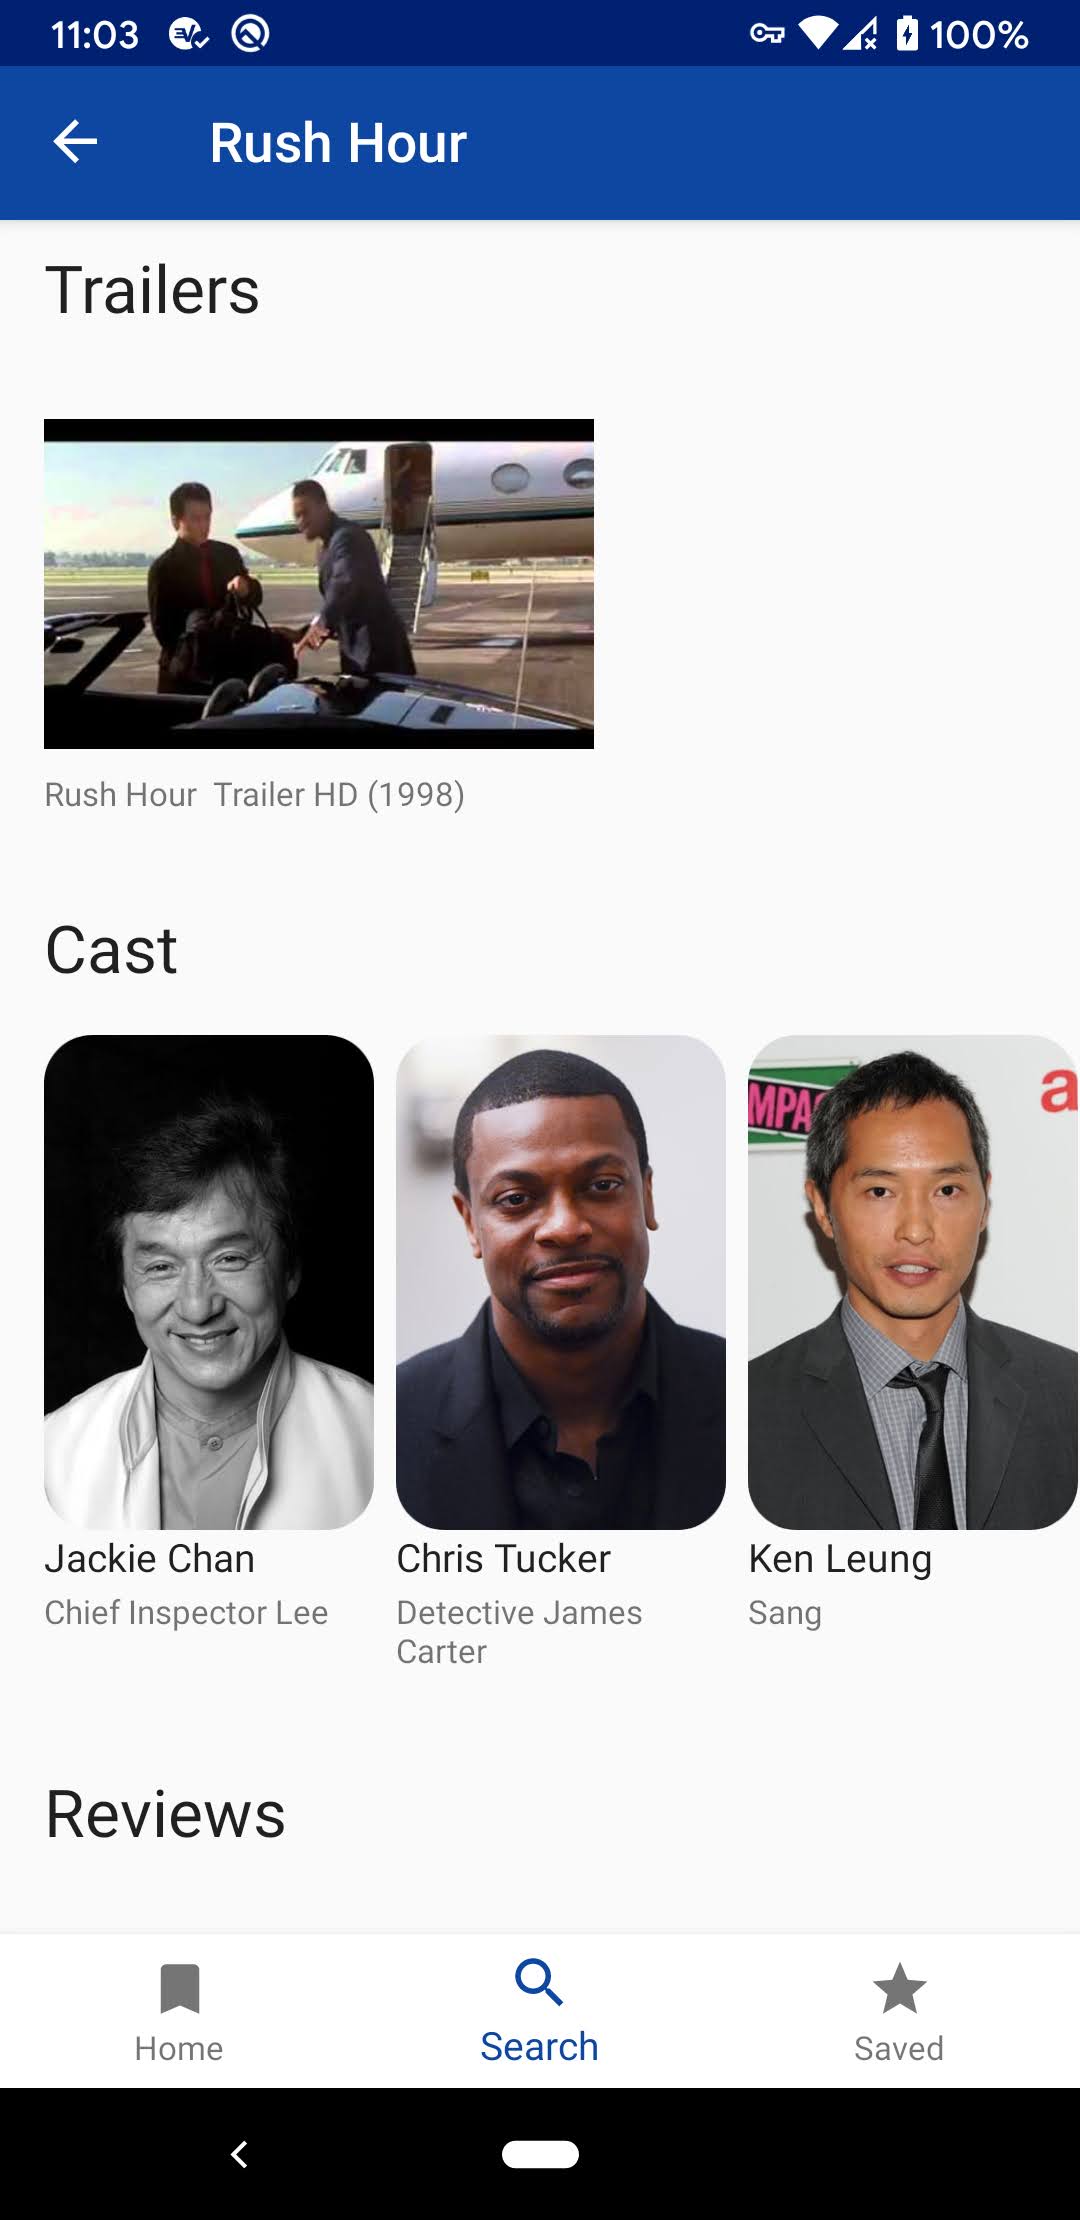 11:03
100%
Rush Hour
Trailers
Rush Hour  Trailer HD (1998)
Cast
MPA
a
Jackie Chan
Chris Tucker
Ken Leung
Chief Inspector Lee
Detective James
Carter
Sang
Reviews
Home
Search
Saved